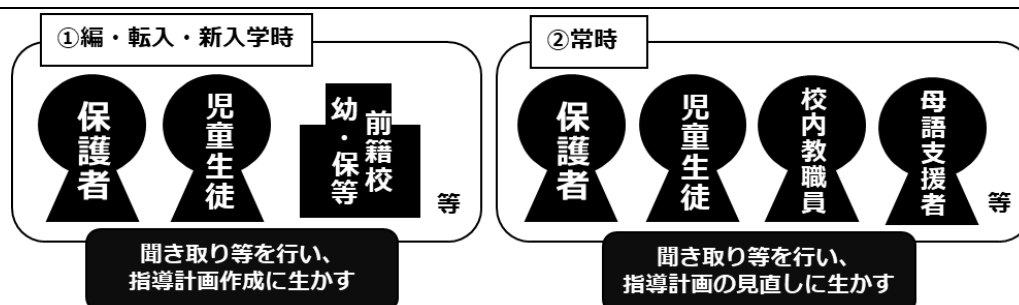 ①編・転入・新入学時
保護者
児童生徒
前籍校
幼・保等
等
聞き取り等を行い、
指導計画作成に生かす
②常時
保護者
児童生徒
校内教職員
母語支援者
等
聞き取り等を行い、
指導計画の見直しに生かす